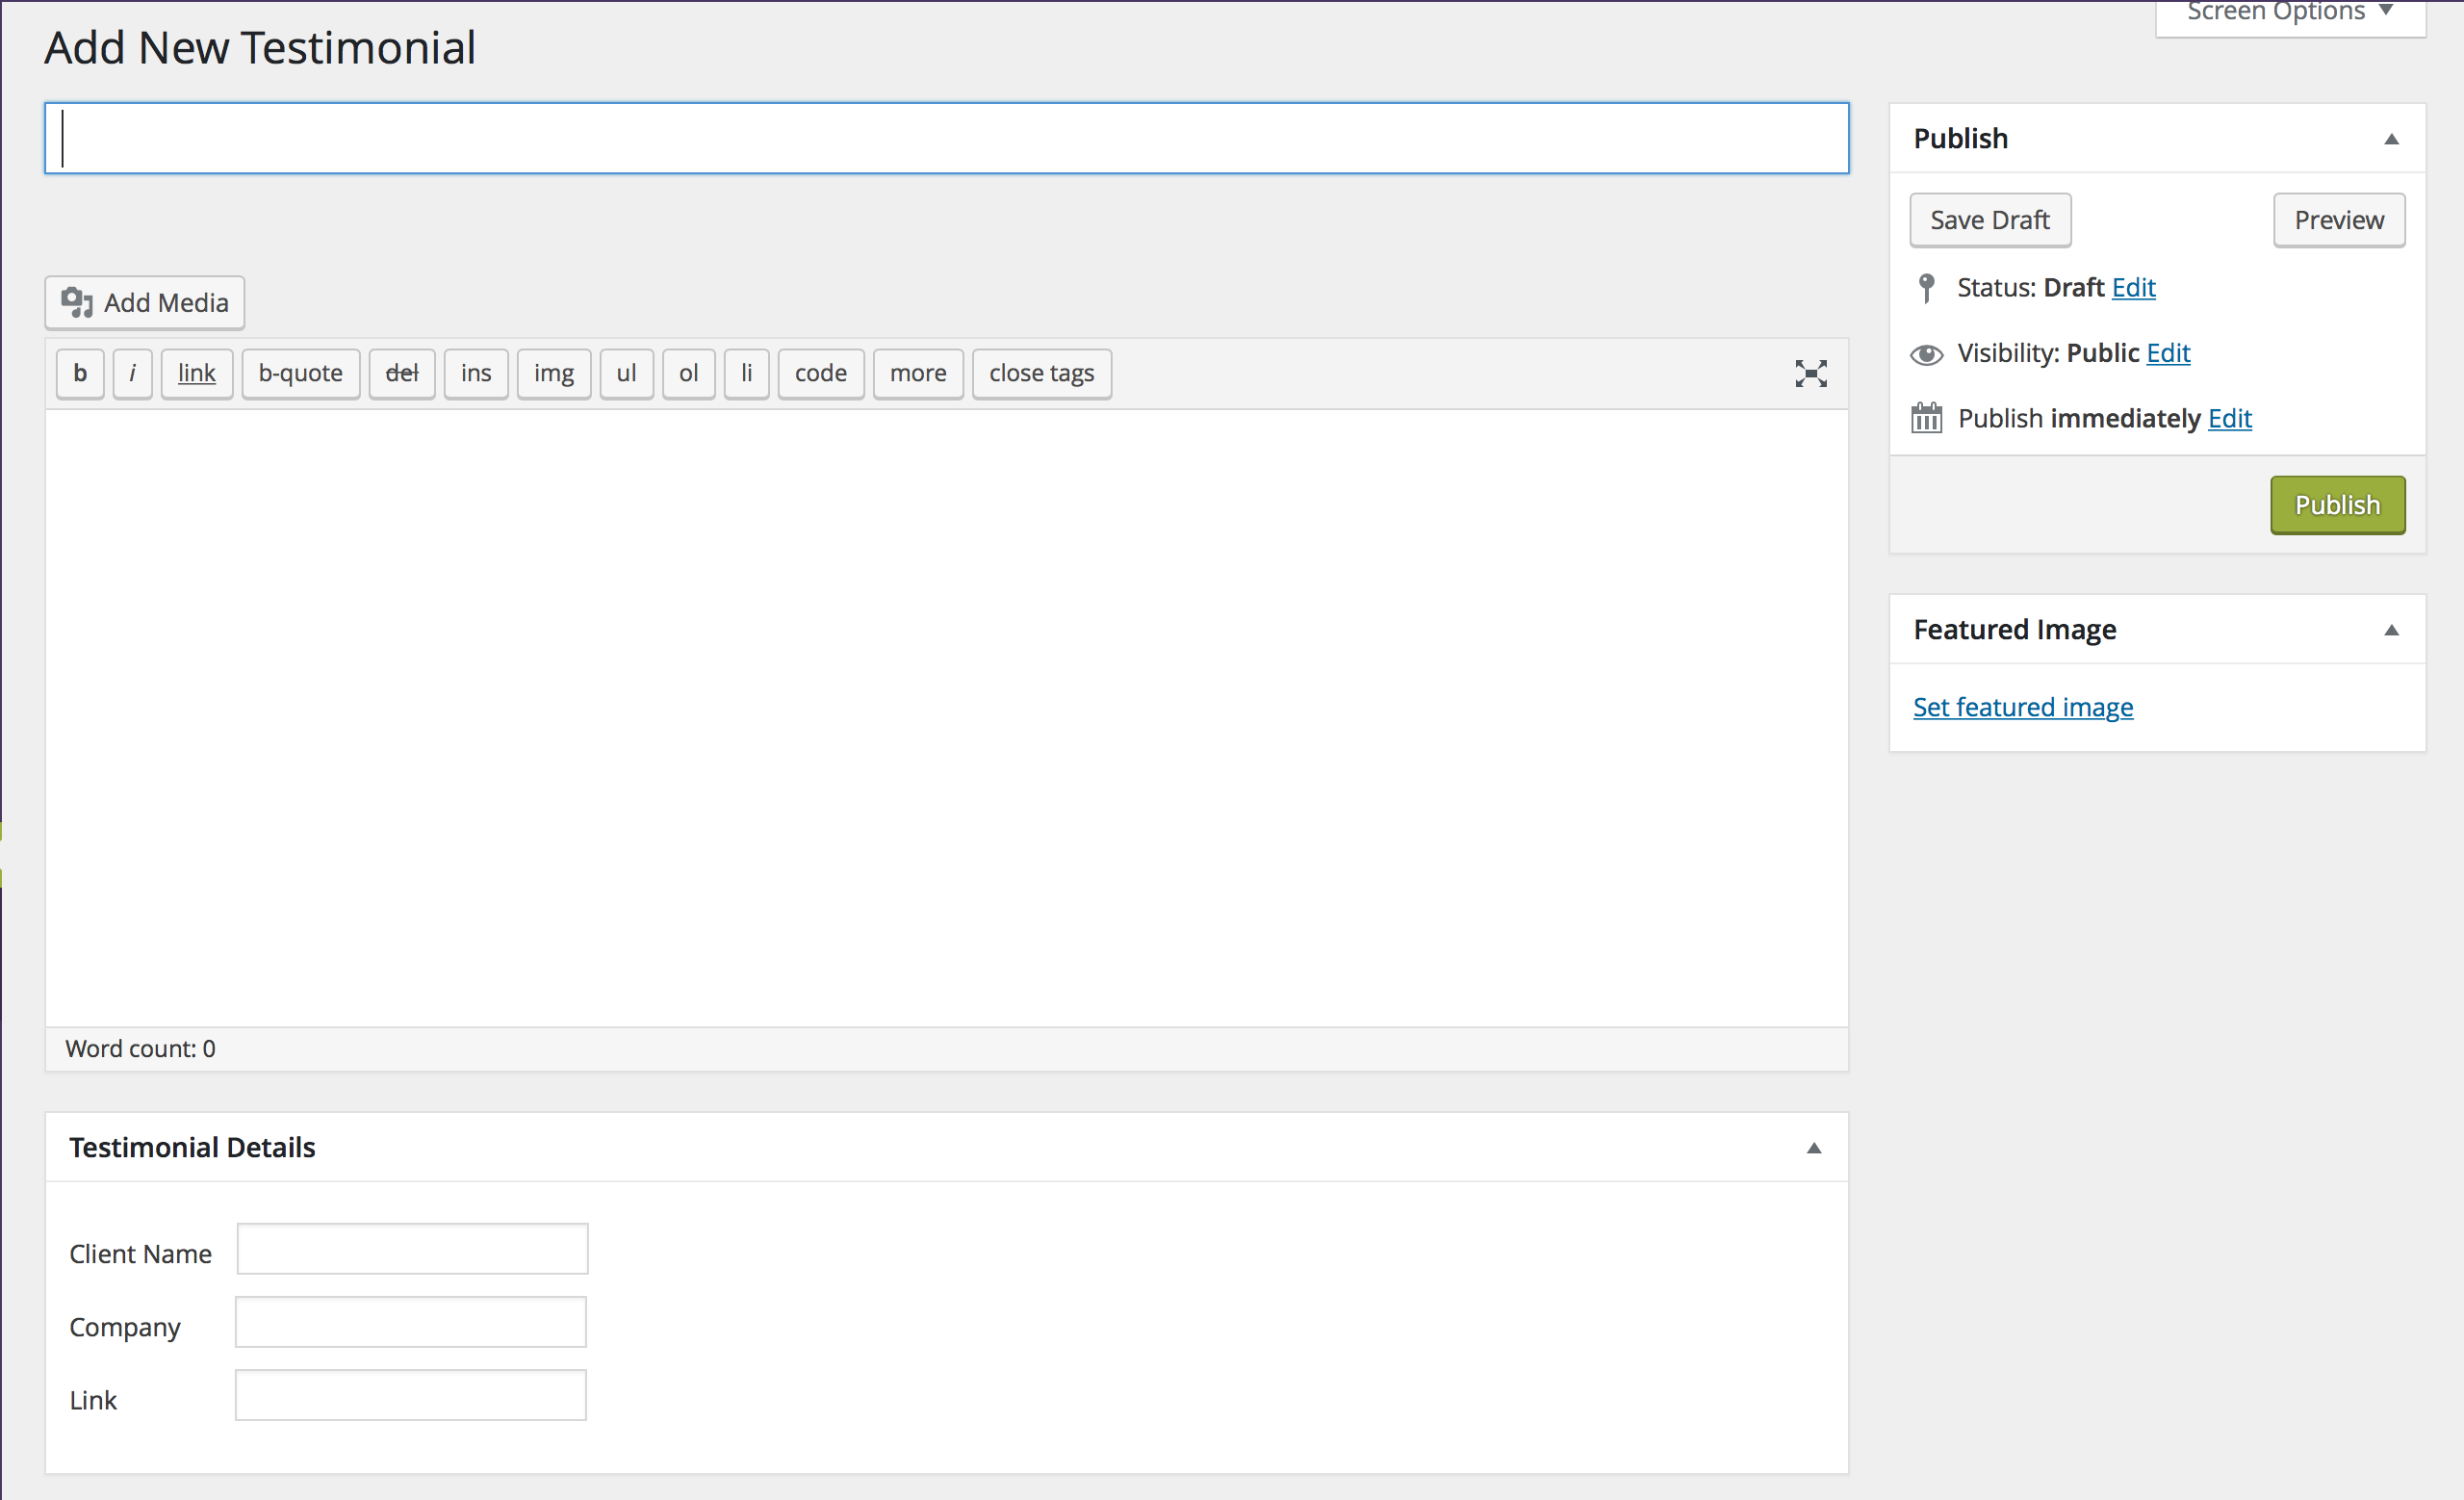 Screen Options
Add New Testimonial
Add Media
b i link b-quote del ins img ul ol li code more close tags
Word count: 0
Testimonial Details
Client Name
Company
Link
Publish
Save Draft Preview
Status: Draft Edit
Visibility: Public Edit
Publish immediately Edit
Publish
Featured Image
Set featured image